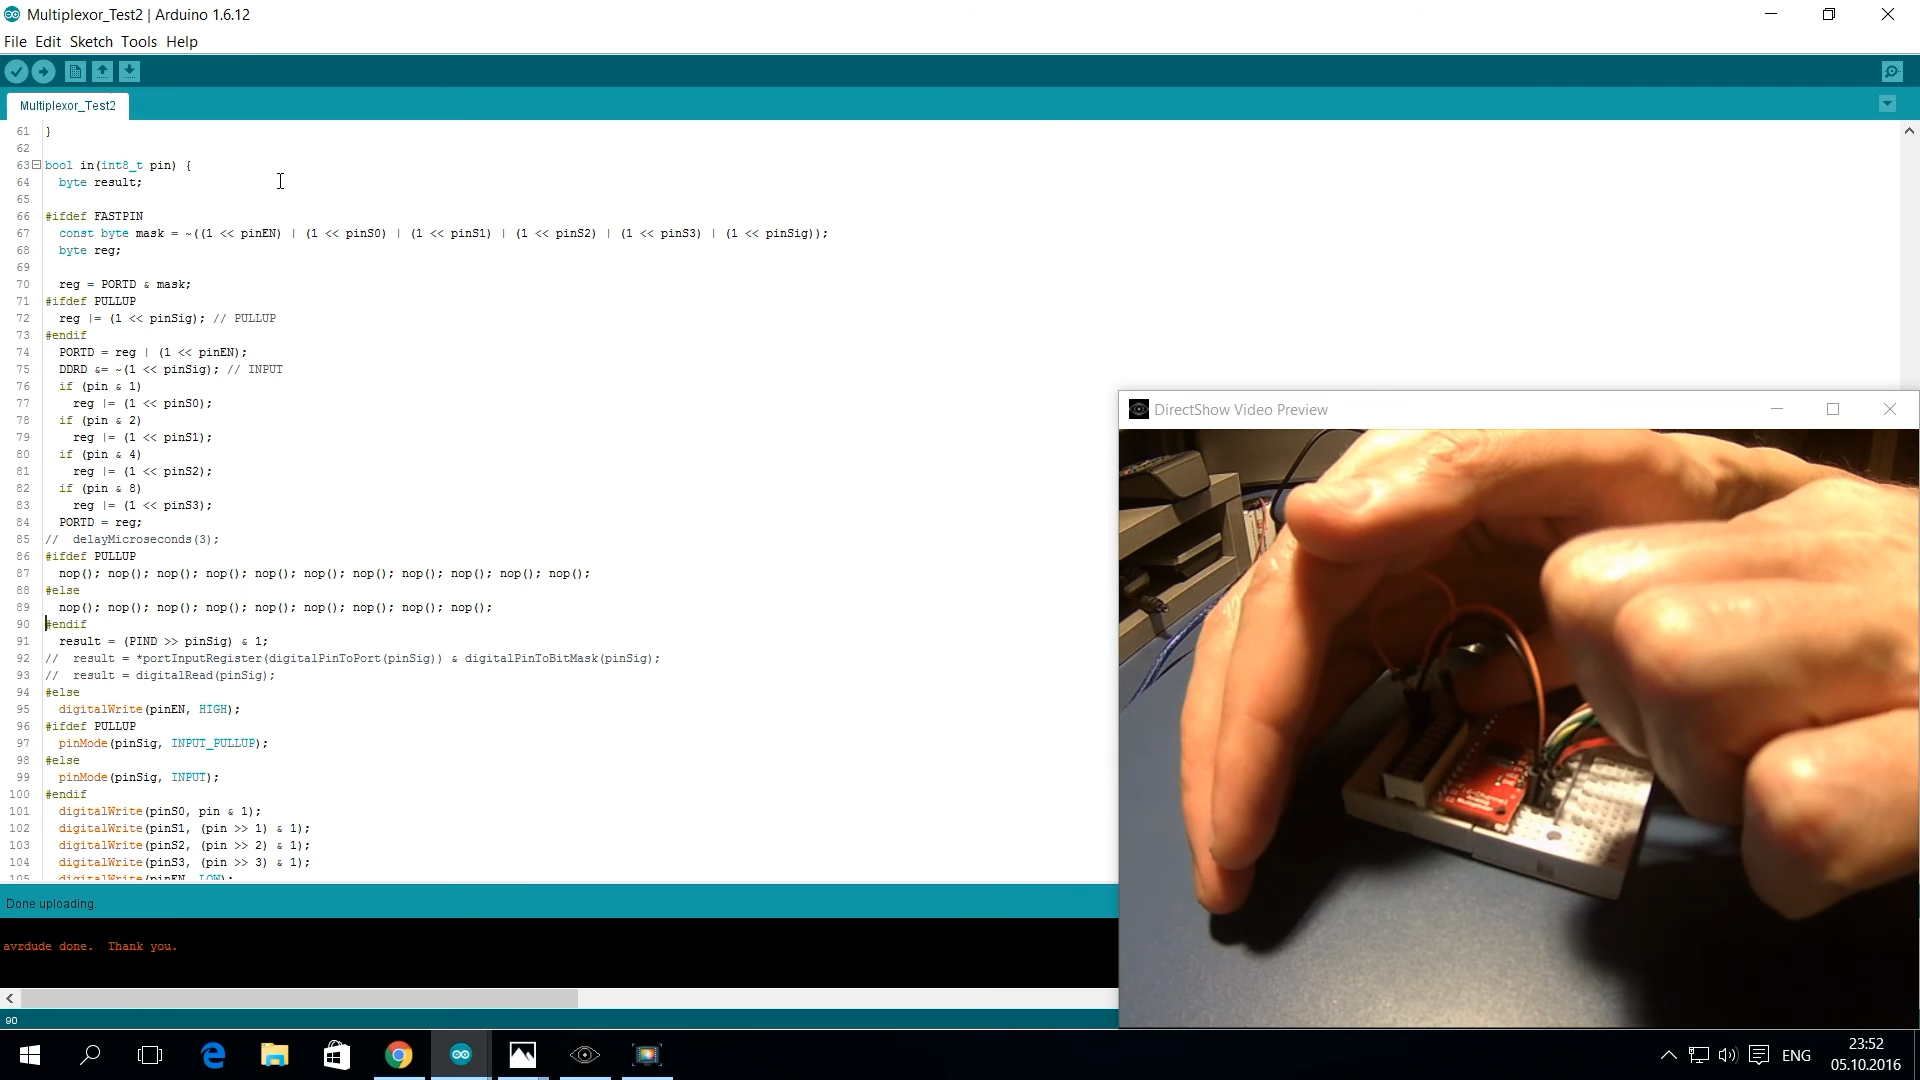 Multiplexor_Test2 | Arduino 1.6.12
File Edit Sketch Tools Help
Multiplexor_Test2
61 }
62
63 bool in(int8_t pin) {
64 byte result;
65
66 #ifdef FASTPIN
67 const byte mask = ~((1 << pinEN) | (1 << pinS0) | (1 << pinS1) | (1 << pinS2) | (1 << pinS3) | (1 << pinSig));
68 byte reg;
69
70 reg = PORTD & mask;
71 #ifdef PULLUP
72 reg |= (1 << pinSig); // PULLUP
73 #endif
74 PORTD = reg | (1 << pinEN);
75 DDRD &= ~(1 << pinSig); // INPUT
76 if (pin & 1)
77 reg |= (1 << pinS0);
78 if (pin & 2)
79 reg |= (1 << pinS1);
80 if (pin & 4)
81 reg |= (1 << pinS2);
82 if (pin & 8)
83 reg |= (1 << pinS3);
84 PORTD = reg;
85 // delayMicroseconds(3);
86 #ifdef PULLUP
87 nop(); nop(); nop(); nop(); nop(); nop(); nop(); nop(); nop(); nop(); nop();
88 #else
89 nop(); nop(); nop(); nop(); nop(); nop(); nop(); nop(); nop();
90 #endif
91 result = (PIND >> pinSig) & 1;
92 // result = *portInputRegister(digitalPinToPort(pinSig)) & digitalPinToBitMask(pinSig);
93 // result = digitalRead(pinSig);
94 #else
95 digitalWrite(pinEN, HIGH);
96 #ifdef PULLUP
97 pinMode(pinSig, INPUT_PULLUP);
98 #else
99 pinMode(pinSig, INPUT);
100 #endif
101 digitalWrite(pinS0, pin & 1);
102 digitalWrite(pinS1, (pin >> 1) & 1);
103 digitalWrite(pinS2, (pin >> 2) & 1);
104 digitalWrite(pinS3, (pin >> 3) & 1);
105 digitalWrite(pinEN, LOW);
DirectShow Video Preview
Done uploading.
avrdude done. Thank you.
90
ENG
23:52
05.10.2016